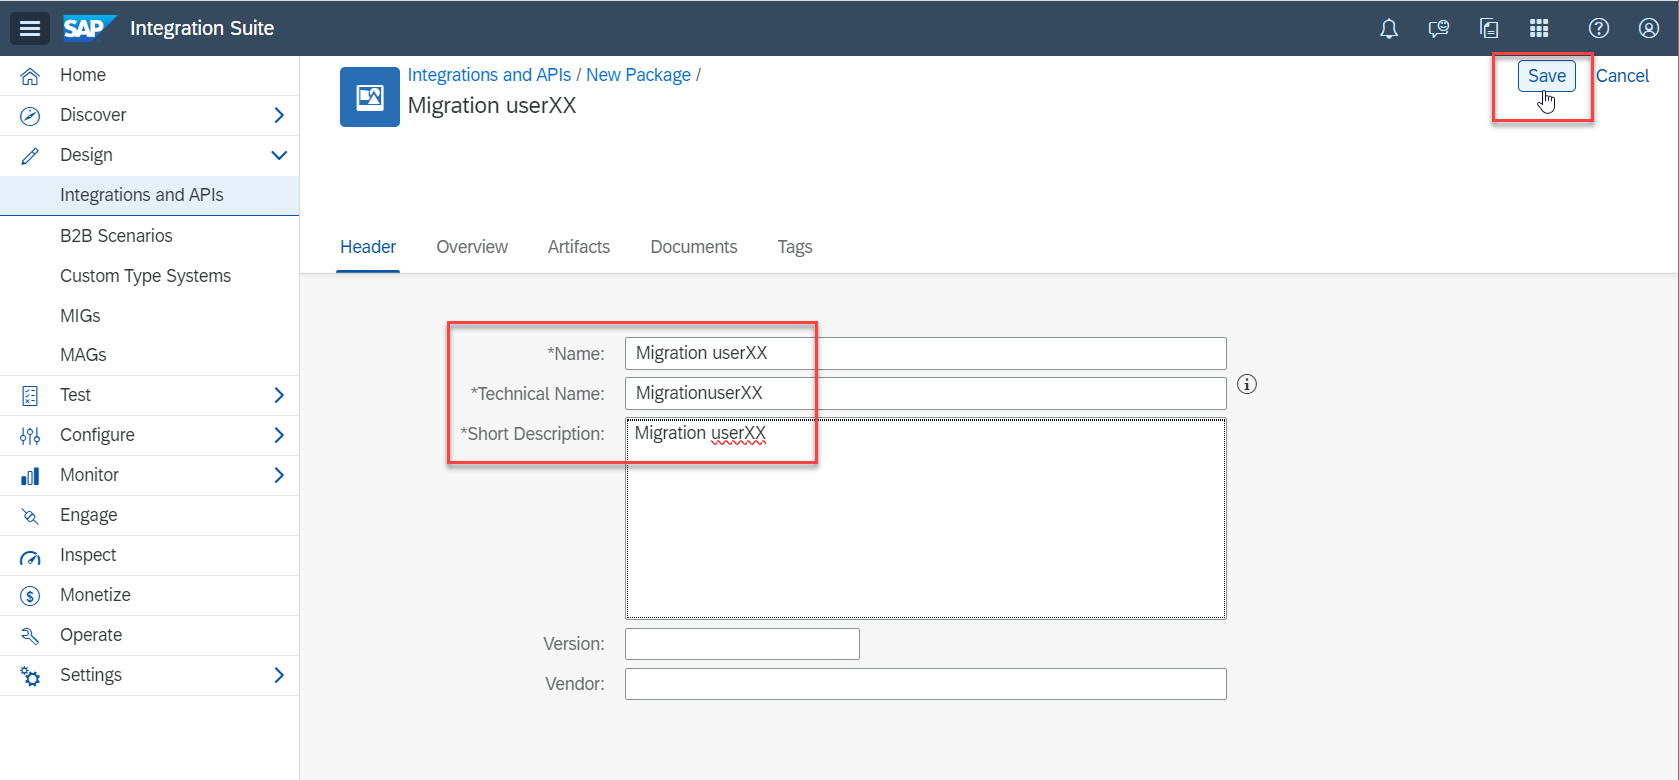 SAP Integration Suite
Home
Discover
Design
Integrations and APIs
B2B Scenarios
Custom Type Systems
MIGs
MAGs
Test
Configure
Monitor
Engage
Inspect
Monetize
Operate
Settings
Integrations and APIs / New Package /
Migration userXX
Save Cancel
Header Overview Artifacts Documents Tags
*Name: Migration userXX
*Technical Name: MigrationuserXX
*Short Description: Migration userXX
Version:
Vendor: